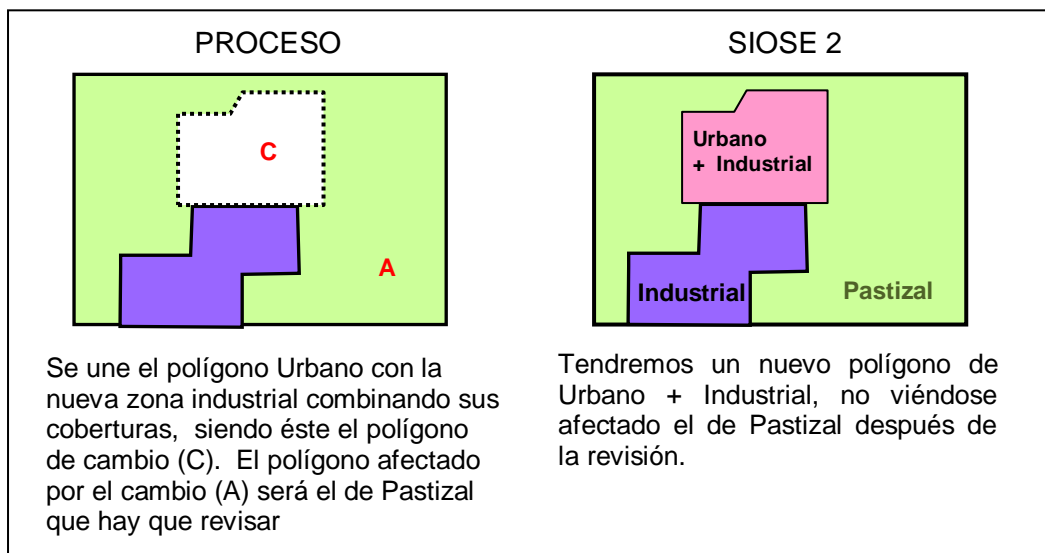 PROCESO
C
A
Se une el polígono Urbano con la
nueva zona industrial combinando sus
coberturas, siendo éste el polígono
de cambio (C). El polígono afectado
por el cambio (A) será el de Pastizal
que hay que revisar
SIOSE 2
Urbano
+ Industrial
Industrial
Pastizal
Tendremos un nuevo polígono de
Urbano + Industrial, no viéndose
afectado el de Pastizal después de
la revisión.